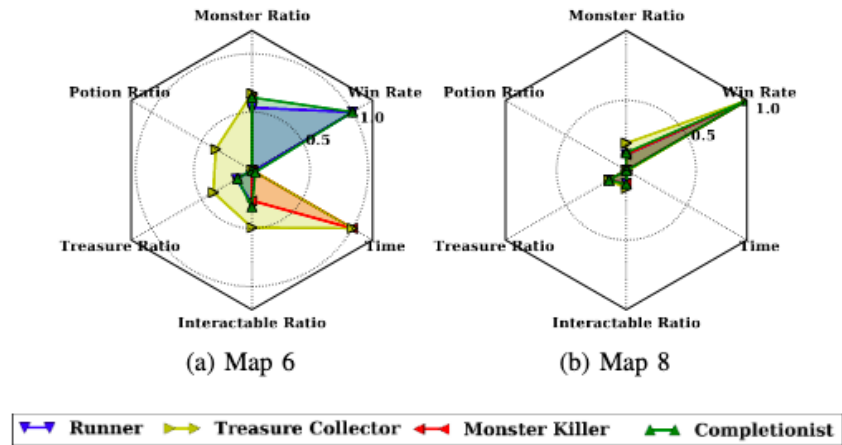 Monster Ratio
Monster Ratio
Potion Ratio
Win Rate
Potion Ratio
Win Rate
1.0
1.0
0.5
0.5
Treasure Ratio
Time
Treasure Ratio
Time
Interactable Ratio
Interactable Ratio
(a) Map 6
(b) Map 8
Runner Treasure Collector Monster Killer Completionist